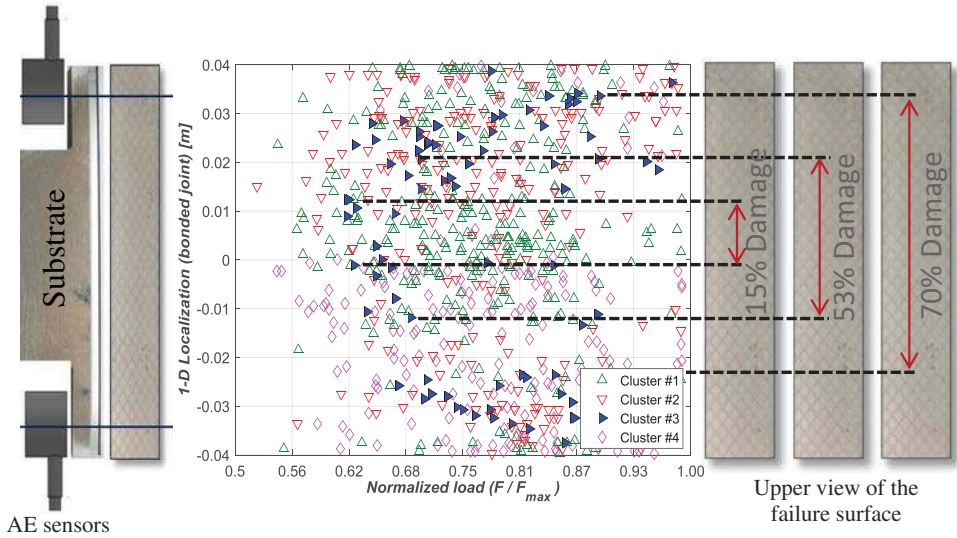 Substrate
AE sensors
1-D Localization (bonded joint) [m]
0.04
0.03
0.02
0.01
0
-0.01
-0.02
-0.03
-0.04
0.5
0.56
0.62
0.68
0.75
0.81
0.87
0.93
1.00
Normalized load (F / Fmax)
Cluster #1
Cluster #2
Cluster #3
Cluster #4
15% Damage
53% Damage
70% Damage
Upper view of the
failure surface